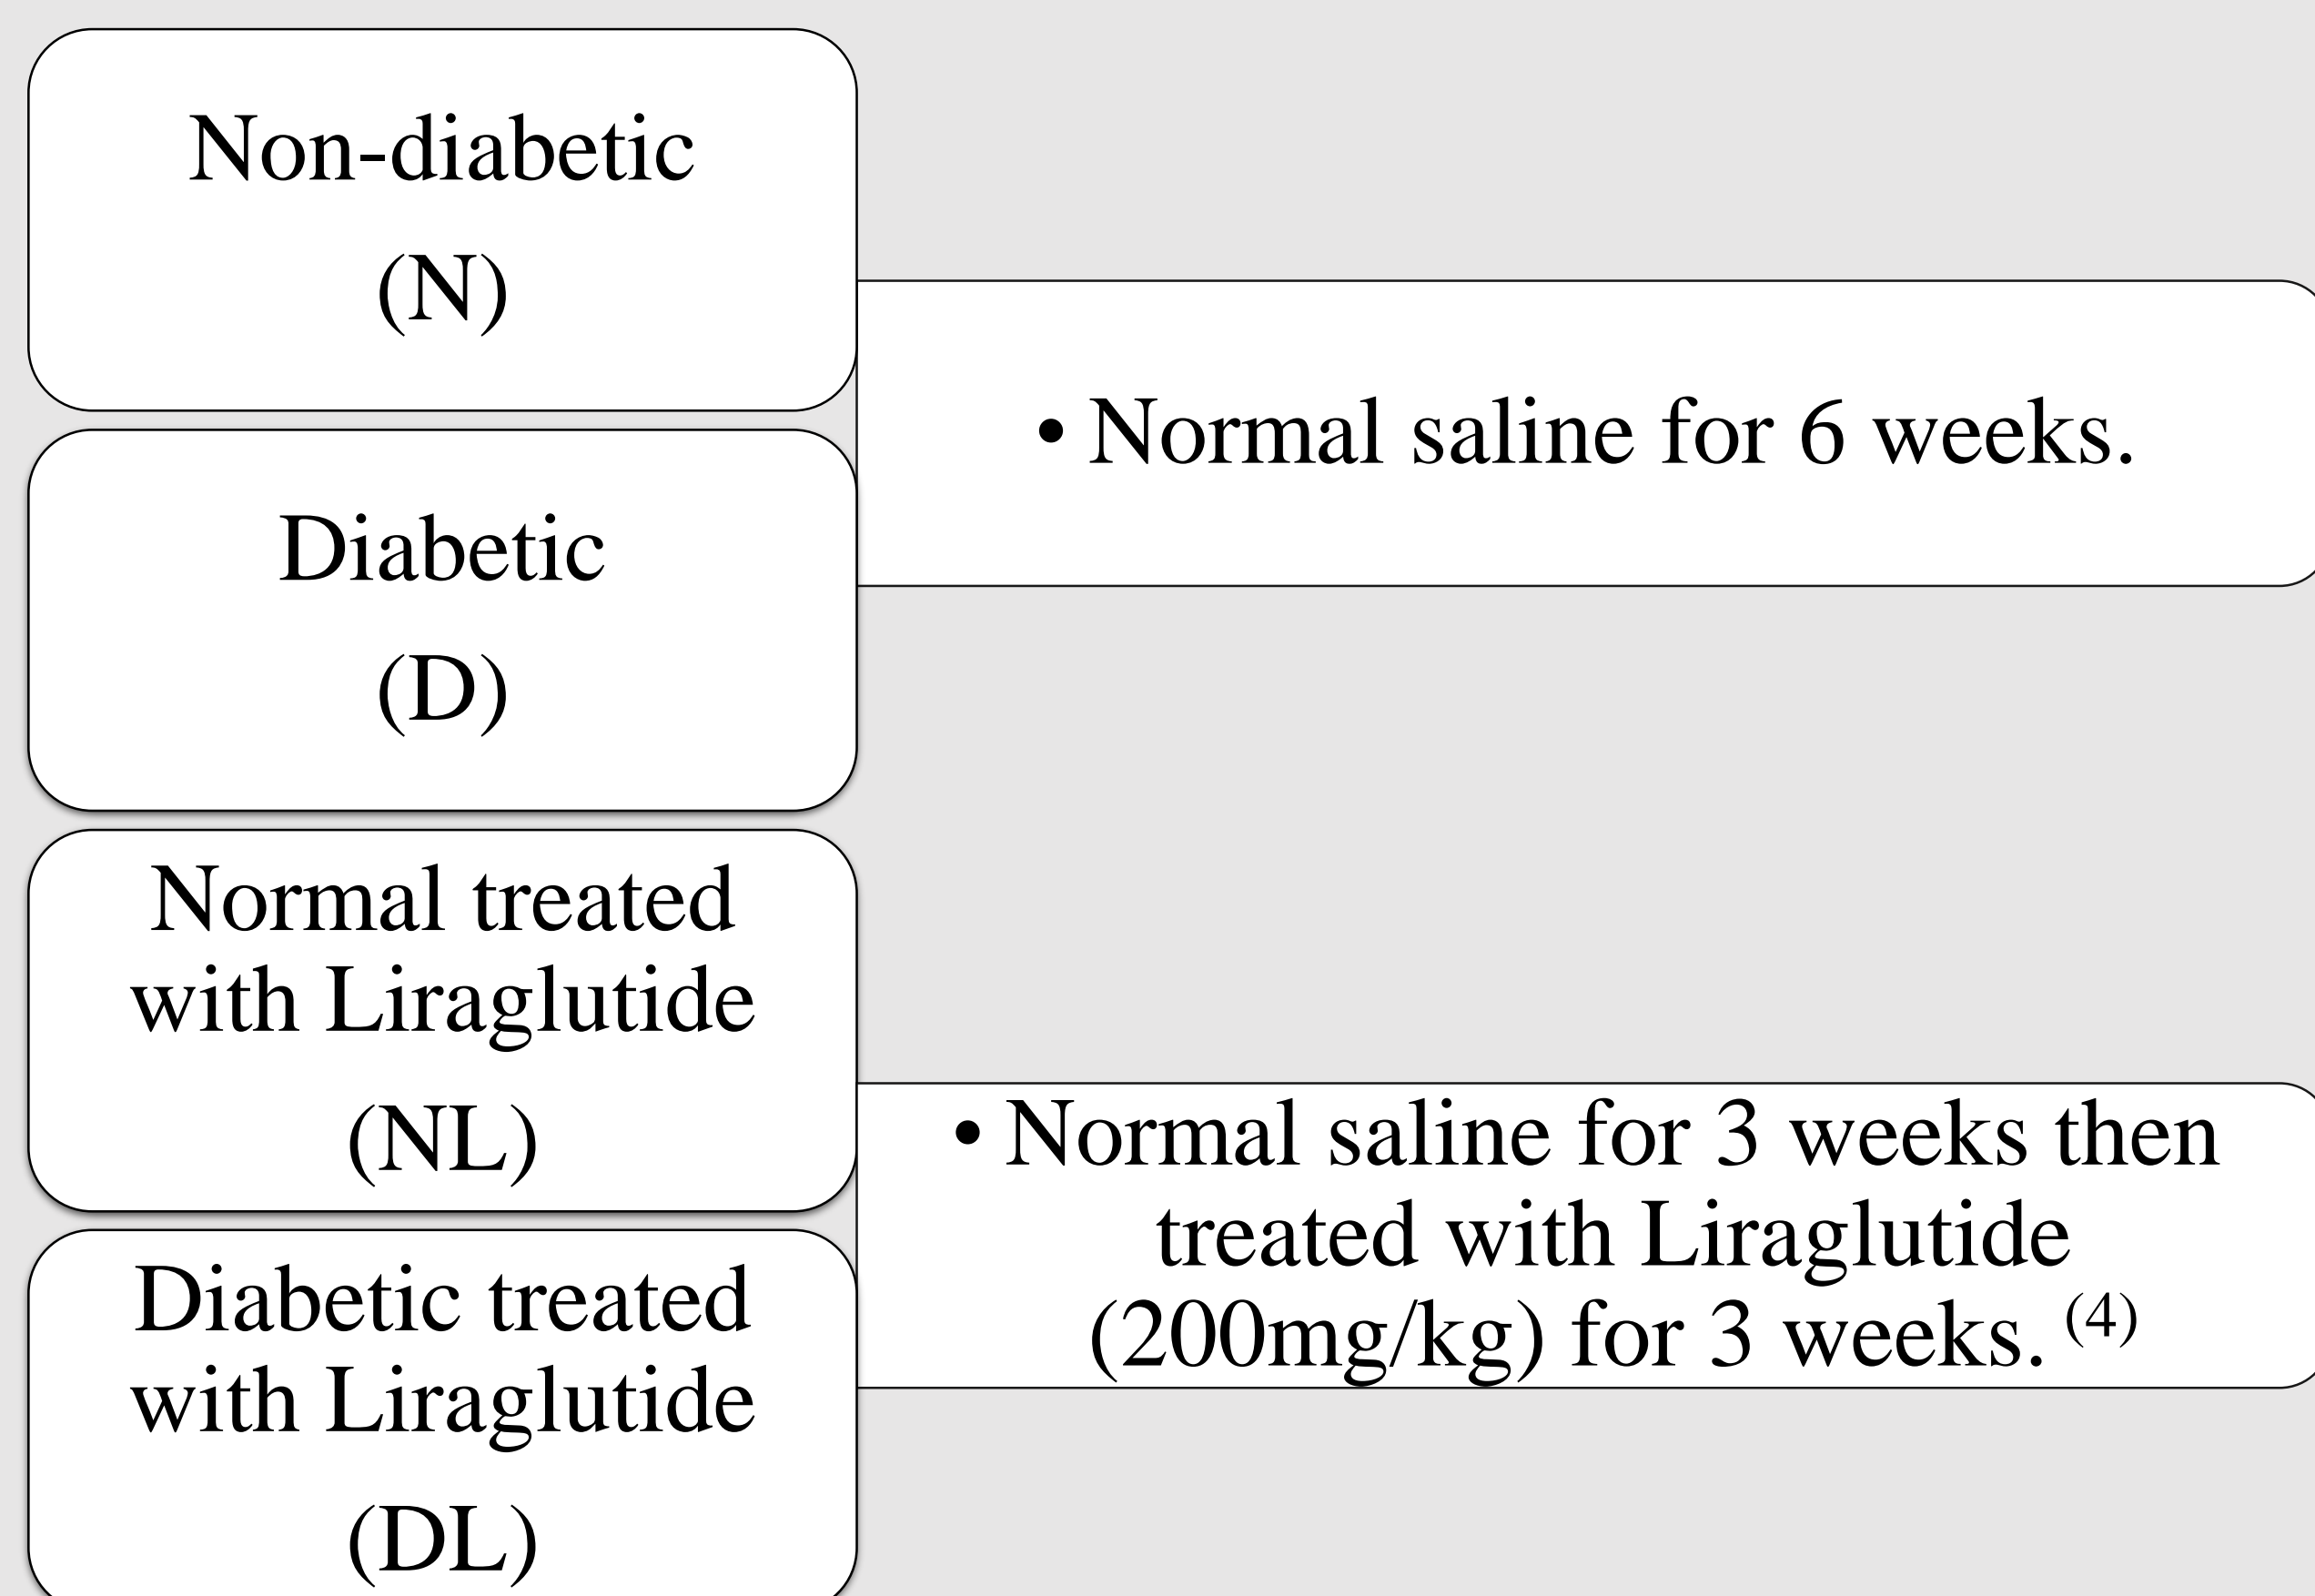 Non-diabetic
(N)
Diabetic
(D)
• Normal saline for 6 weeks.
Normal treated
with Liraglutide
(NL)
Diabetic treated
with Liraglutide
(DL)
• Normal saline for 3 weeks then
treated with Liraglutide
(200mg/kg) for 3 weeks. (4)